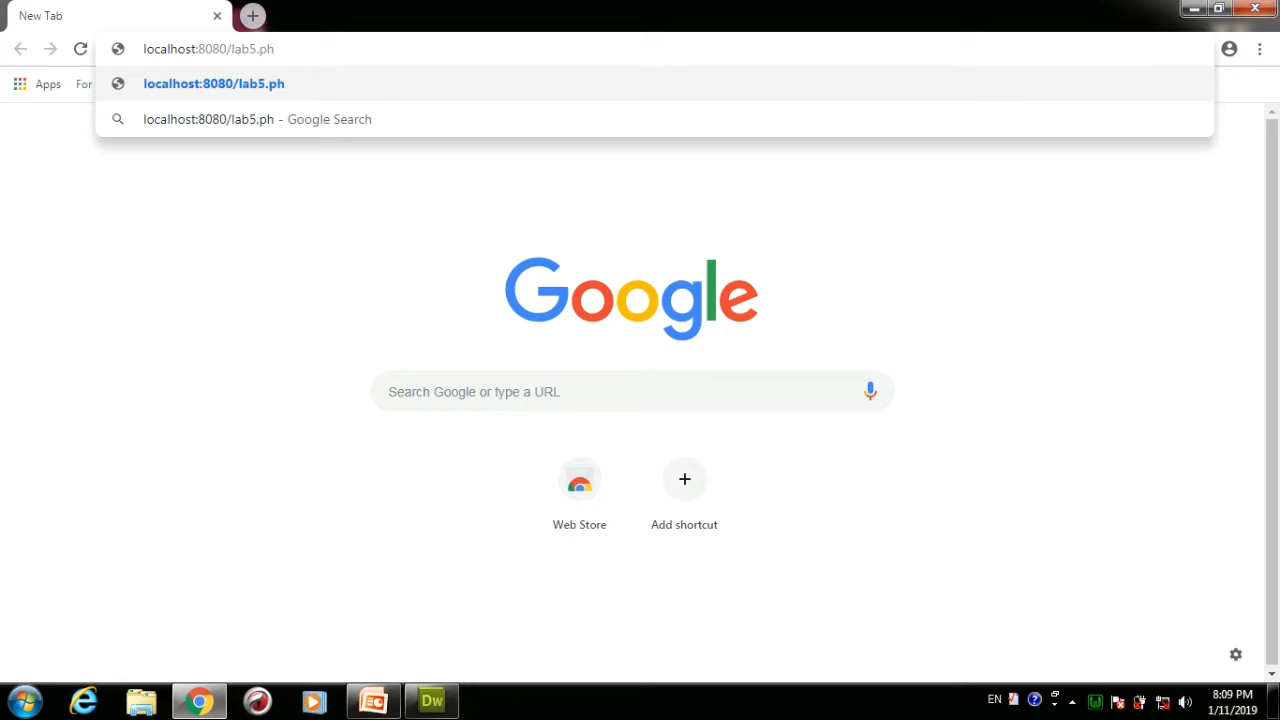 New Tab
localhost:8080/lab5.ph
Apps For
localhost:8080/lab5.ph
localhost:8080/lab5.ph - Google Search
Google
Search Google or type a URL
Web Store Add shortcut
Dw
EN
8:09 PM
1/11/2019